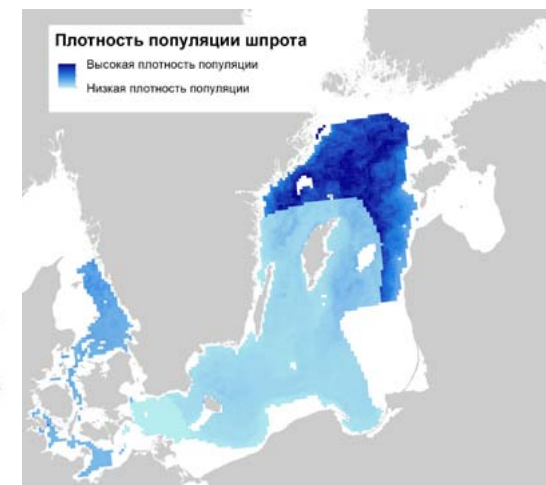 Плотность популяции шпрота
Высокая плотность популяции
Низкая плотность популяции